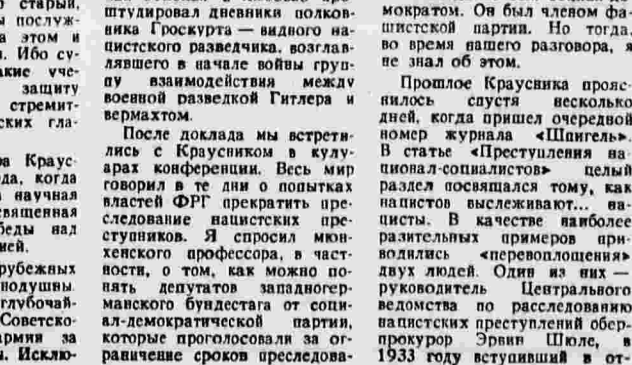 о старый,
послуж-
а этом и
Ибо су-
акие уче-
защиту
стремит-
ских гла-
ра Краус-
да, когда
научная
священная
беды над
ией.
рубежных
нодушны.
глубочай-
Советско-
армия за
Исклю-
штудировал дневники полков-
ника Гроскурта — видного на-
цистского разведчика, возглав-
лявшего в начале войны груп-
пу взаимодействия между
военной разведкой Гитлера и
вермахтом.
После доклада мы встрети-
лись с Краусником в кулу-
арах конференции. Весь мир
говорил в те дни о попытках
властей ФРГ прекратить пре-
следование нацистских пре-
ступников. Я спросил мюн-
хенского профессора, в част-
ности, о том, как можно по-
нять депутатов западногер-
манского бундестага от соци-
ал-демократической партии,
которые проголосовали за ог-
раничение сроков преследова-
мократом. Он был членом фа-
шистской партии. Но тогда,
во время нашего разговора, я
не знал об этом.
Прошлое Краусника прояс-
нилось спустя несколько
дней, когда пришел очередной
номер журнала «Шпигель».
В статье «Преступления на-
ционал-социалистов» целый
раздел посвящался тому, как
нацистов выслеживают... на-
цисты. В качестве наиболее
разительных примеров при-
водились «перевоплощения»
двух людей. Один из них —
руководитель Центрального
ведомства по расследованию
нацистских преступлений обер-
прокурор Эрвин Шюле, в
1933 году вступивший в от-